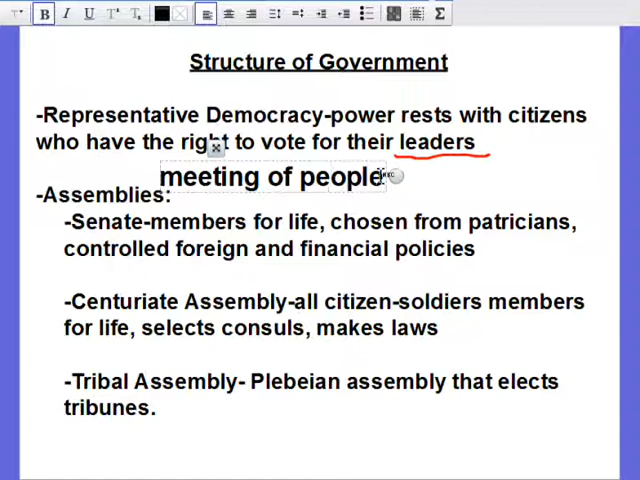 Structure of Government
-Representative Democracy-power rests with citizens
who have the right to vote for their leaders
meeting of people
-Assemblies:
-Senate-members for life, chosen from patricians,
controlled foreign and financial policies
-Centuriate Assembly-all citizen-soldiers members
for life, selects consuls, makes laws
-Tribal Assembly- Plebeian assembly that elects
tribunes.